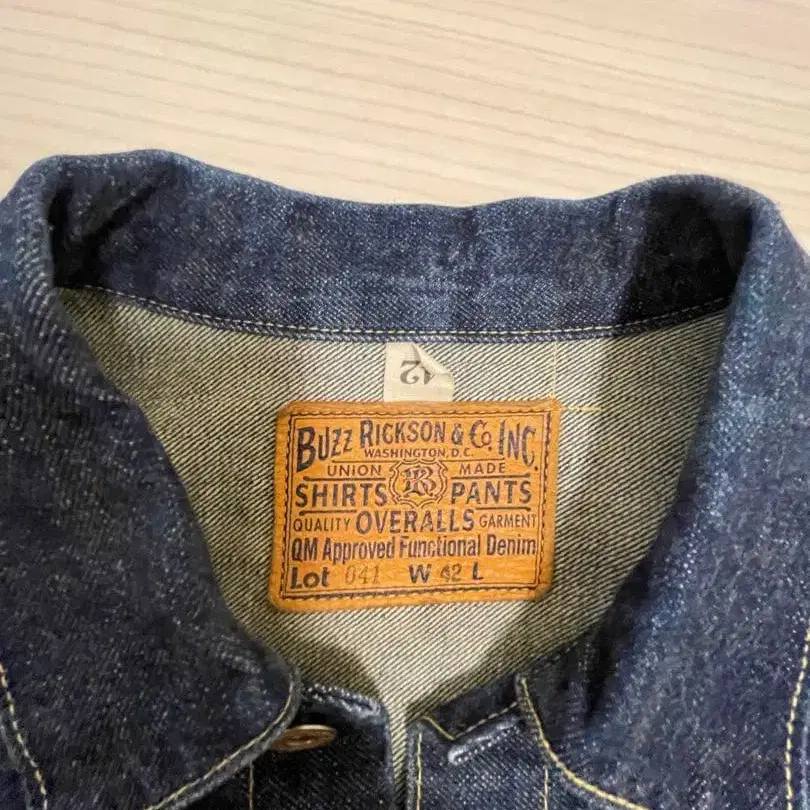 42
BUZZ RICKSON & Co. INC.
WASHINGTON, D.C.
UNION BR MADE
SHIRTS PANTS
QUALITY OVERALLS GARMENT
QM Approved Functional Denim
Lot 041 W 42 L